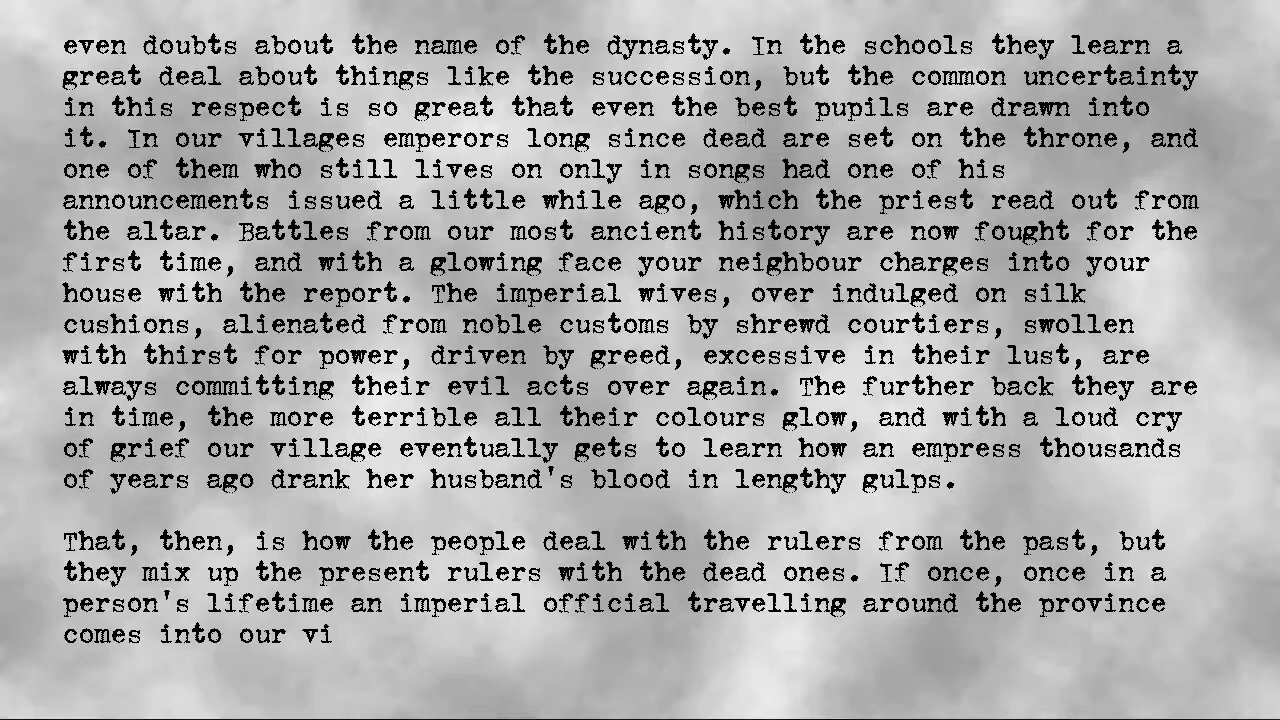 even doubts about the name of the dynasty. In the schools they learn a
great deal about things like the succession, but the common uncertainty
in this respect is so great that even the best pupils are drawn into
it. In our villages emperors long since dead are set on the throne, and
one of them who still lives on only in songs had one of his
announcements issued a little while ago, which the priest read out from
the altar. Battles from our most ancient history are now fought for the
first time, and with a glowing face your neighbour charges into your
house with the report. The imperial wives, over indulged on silk
cushions, alienated from noble customs by shrewd courtiers, swollen
with thirst for power, driven by greed, excessive in their lust, are
always committing their evil acts over again. The further back they are
in time, the more terrible all their colours glow, and with a loud cry
of grief our village eventually gets to learn how an empress thousands
of years ago drank her husband's blood in lengthy gulps.

That, then, is how the people deal with the rulers from the past, but
they mix up the present rulers with the dead ones. If once, once in a
person's lifetime an imperial official travelling around the province
comes into our vi